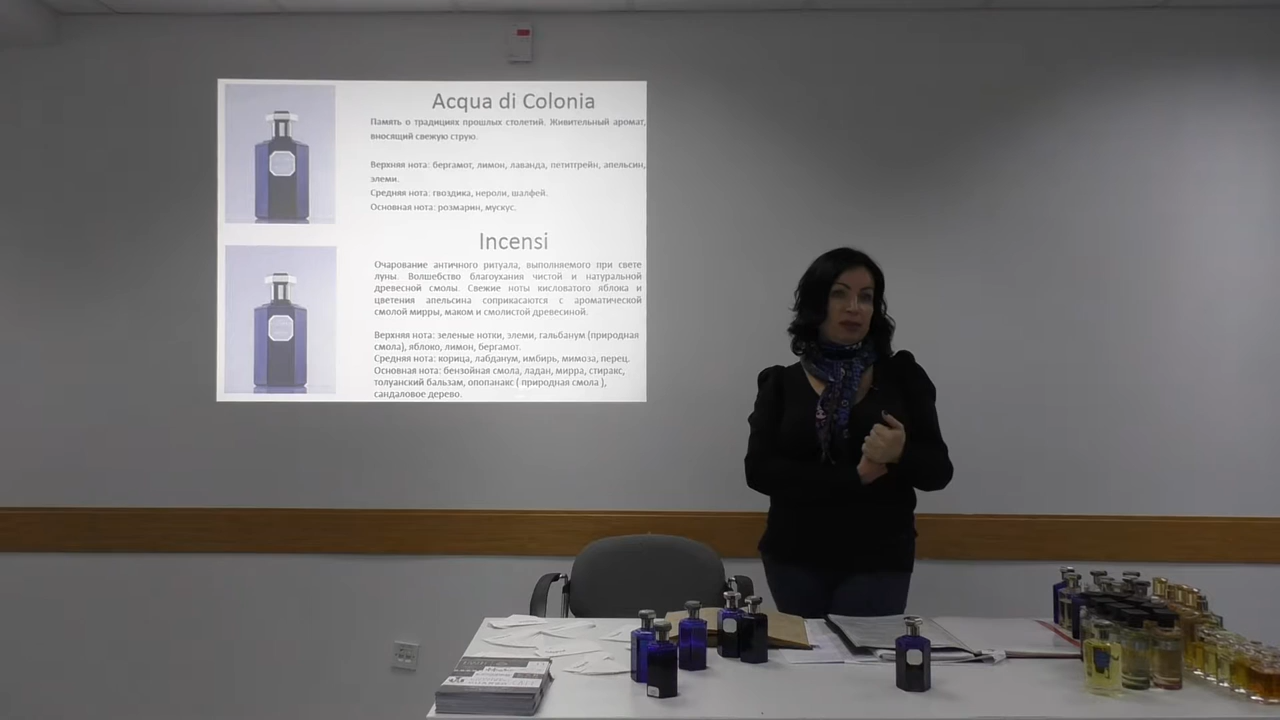 Acqua di Colonia
Память о традициях прошлых столетий. Живительный аромат,
вносящий свежую струю.
Верхняя нота: бергамот, лимон, лаванда, петитгрейн, апельсин,
элеми.
Средняя нота: гвоздика, нероли, шалфей.
Основная нота: розмарин, мускус.
Incensi
Очарование античного ритуала, выполняемого при свете
луны. Волшебство благоухания чистой и натуральной
древесной смолы. Свежие ноты кисловатого яблока и
цветения апельсина соприкасаются с ароматической
смолой мирры, маком и смолистой древесиной.
Верхняя нота: зеленые нотки, элеми, гальбанум (природная
смола), яблоко, лимон, бергамот.
Средняя нота: корица, лабданум, имбирь, мимоза, перец.
Основная нота: бензойная смола, ладан, мирра, стиракс,
толуанский бальзам, опопанакс ( природная смола ),
сандаловое дерево.